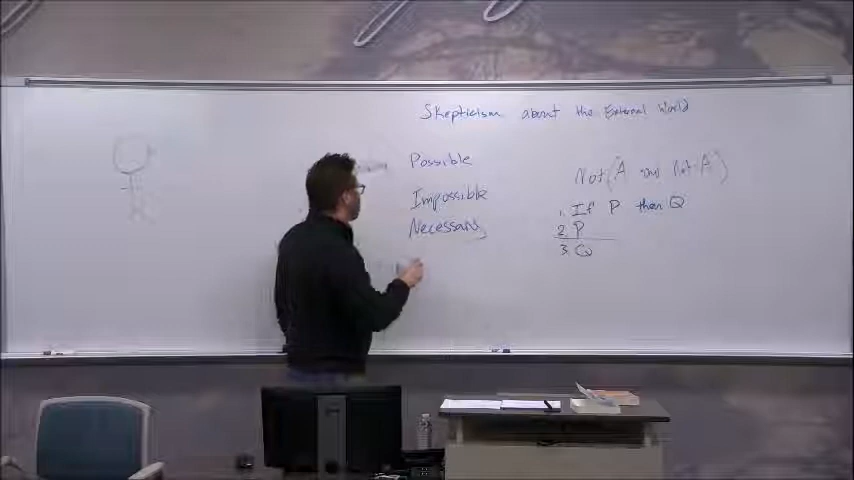 Skepticism about the External World
Possible
Impossible
Necessary
Not (A and Not-A)
1. If P then Q
2. P
3. Q